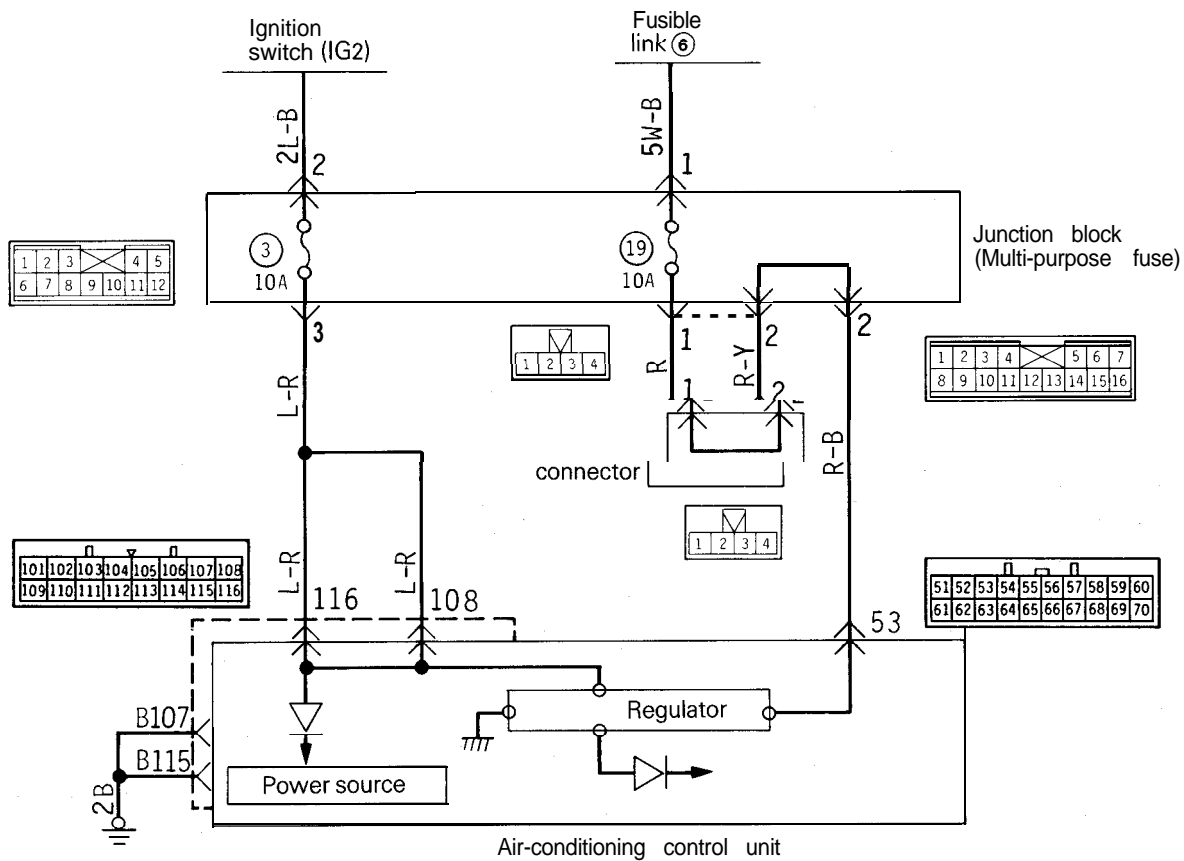 Ignition
switch (IG2)
Fusible
link ⑥
2L-B
2
5W-B
1
Junction block
(Multi-purpose fuse)
3
10A
19
10A
1 2 3 4 5
6 7 8 9 10 11 12
3
1
2
2
1 2 3 4
1 2 3 4 5 6 7
8 9 10 11 12 13 14 15 16
L-R
R
R-Y
1
2
R-B
connector
1 2 3 4
101 102 103 104 105 106 107 108
109 110 111 112 113 114 115 116
L-R
L-R
116
108
53
51 52 53 54 55 56 57 58 59 60
61 62 63 64 65 66 67 68 69 70
B107
B115
2B
Regulator
Power source
Air-conditioning control unit